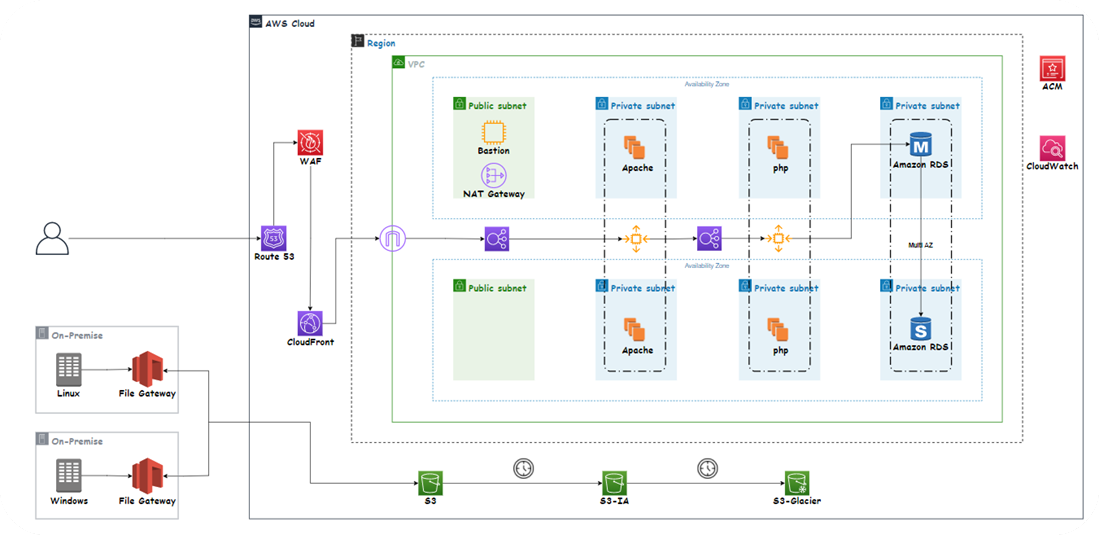 AWS Cloud
Region
VPC
ACM
CloudWatch
Availability Zone
Public subnet
Private subnet
Private subnet
Private subnet
Bastion
NAT Gateway
Apache
php
M
Amazon RDS
WAF
53
Route 53
CloudFront
Multi AZ
Availability Zone
Public subnet
Private subnet
Private subnet
Private subnet
Apache
php
S
Amazon RDS
On-Premise
Linux
File Gateway
On-Premise
Windows
File Gateway
S3
S3-IA
S3-Glacier